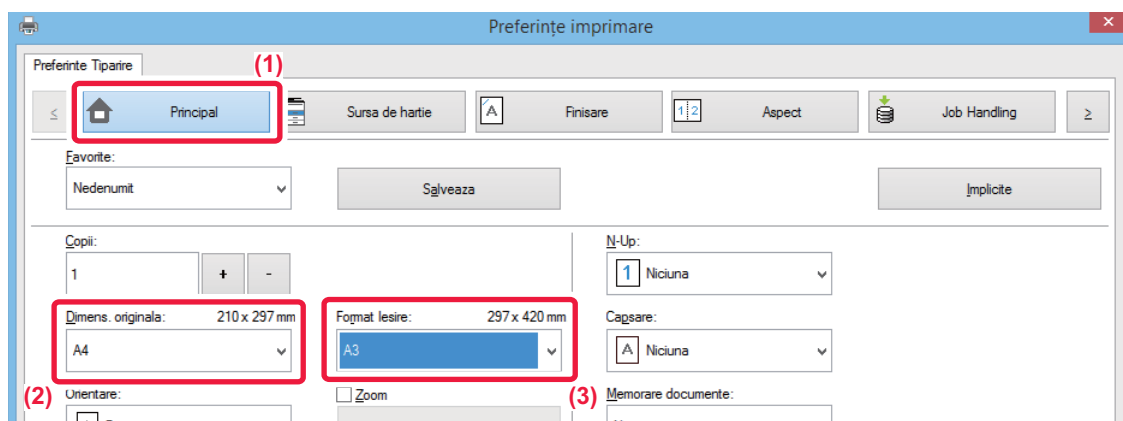 Preferințe imprimare
Preferinte Tiparire
(1)
≤ Principal Sursa de hartie Finisare Aspect Job Handling ≥
Favorite:
Nedenumit Salveaza Implicite
Copii: N-Up:
1 + - 1 Niciuna
Dimens. originala: 210 x 297 mm Format Iesire: 297 x 420 mm Capsare:
A4 A3 A Niciuna
(2) Orientare: Zoom (3) Memorare documente: